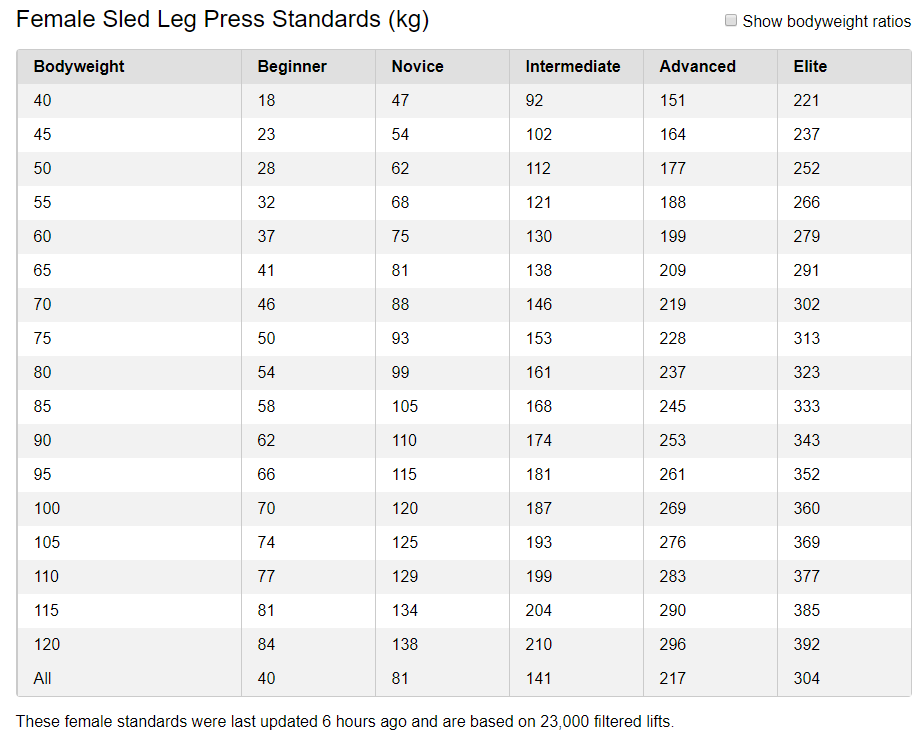 Female Sled Leg Press Standards (kg) Show bodyweight ratios
Bodyweight Beginner Novice Intermediate Advanced Elite
40 18 47 92 151 221
45 23 54 102 164 237
50 28 62 112 177 252
55 32 68 121 188 266
60 37 75 130 199 279
65 41 81 138 209 291
70 46 88 146 219 302
75 50 93 153 228 313
80 54 99 161 237 323
85 58 105 168 245 333
90 62 110 174 253 343
95 66 115 181 261 352
100 70 120 187 269 360
105 74 125 193 276 369
110 77 129 199 283 377
115 81 134 204 290 385
120 84 138 210 296 392
All 40 81 141 217 304
These female standards were last updated 6 hours ago and are based on 23,000 filtered lifts.